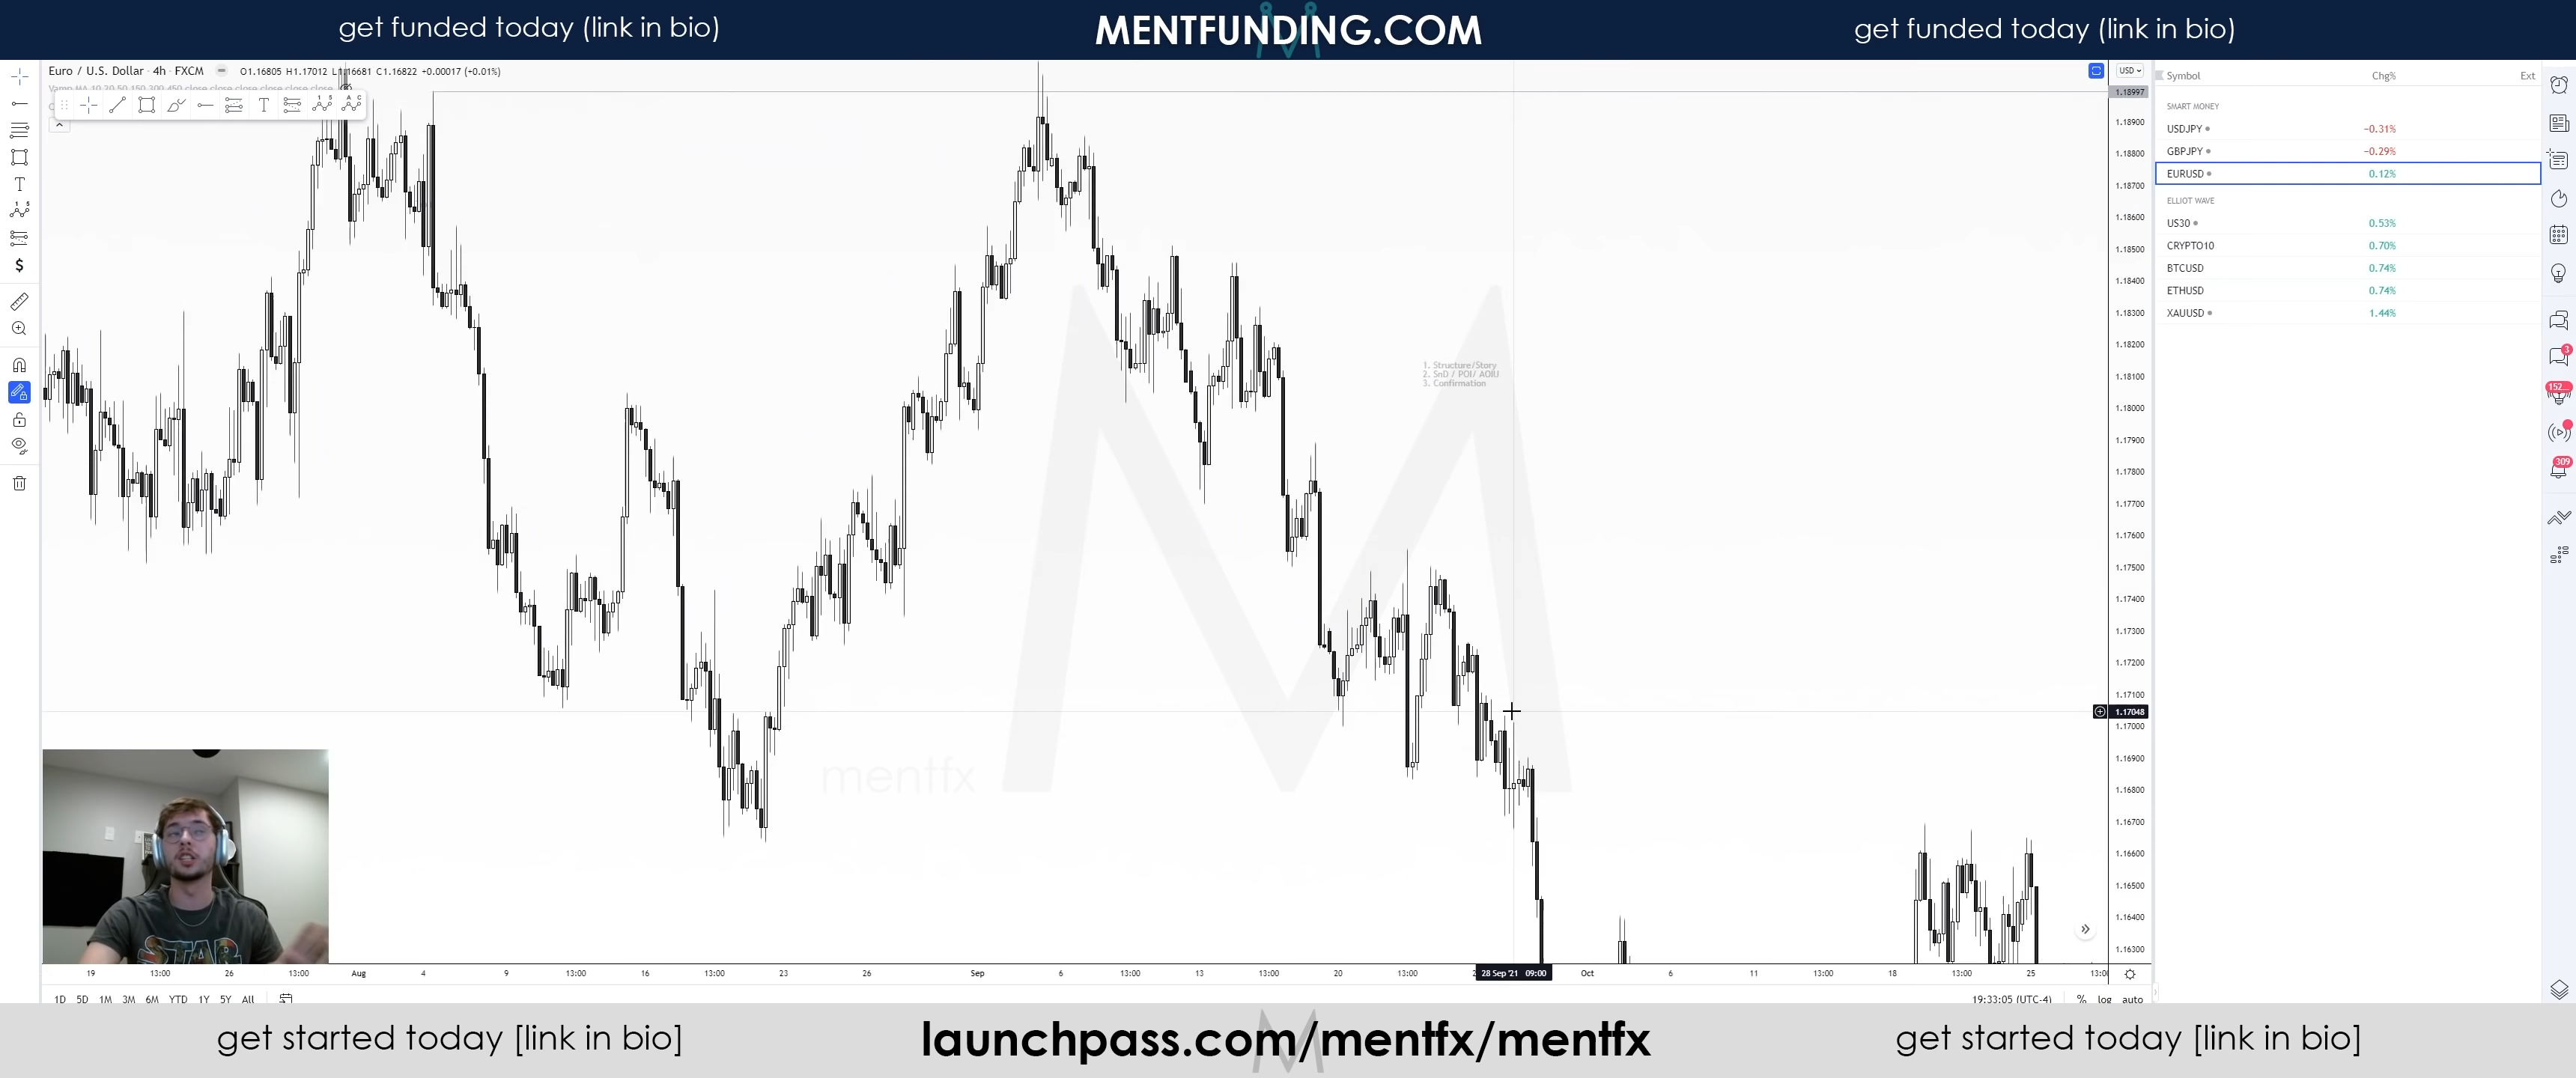 get funded today (link in bio)
MENTFUNDING.COM
get funded today (link in bio)
Euro / U.S. Dollar · 4h · FXCM
O1.16805 H1.17012 L1.16681 C1.16822 +0.00017 (+0.01%)
USD
Symbol Chg% Ext
SMART MONEY
USDJPY −0.31%
GBPJPY −0.29%
EURUSD 0.12%
ELLIOT WAVE
US30 0.53%
CRYPTO10 0.70%
BTCUSD 0.74%
ETHUSD 0.74%
XAUUSD 1.44%
3
152...
309
1.18997
1.18900
1.18800
1.18700
1.18600
1.18500
1.18400
1.18300
1.18200
1.18100
1.18000
1.17900
1.17800
1.17700
1.17600
1.17500
1.17400
1.17300
1.17200
1.17100
1.17048
1.17000
1.16900
1.16800
1.16700
1.16600
1.16500
1.16400
1.16300
1. Structure/Story
2. SnD / POI/ AOIU
3. Confirmation
mentfx
STAR
19 13:00 26 13:00 Aug 4 9 13:00 16 13:00 23 26 Sep 6 13:00 13 13:00 20 13:00 28 Sep '21 09:00 Oct 6 11 13:00 18 13:00 25
1D 5D 1M 3M 6M YTD 1Y 5Y All
19:33:05 (UTC-4) % log auto
get started today [link in bio]
launchpass.com/mentfx/mentfx
get started today [link in bio]